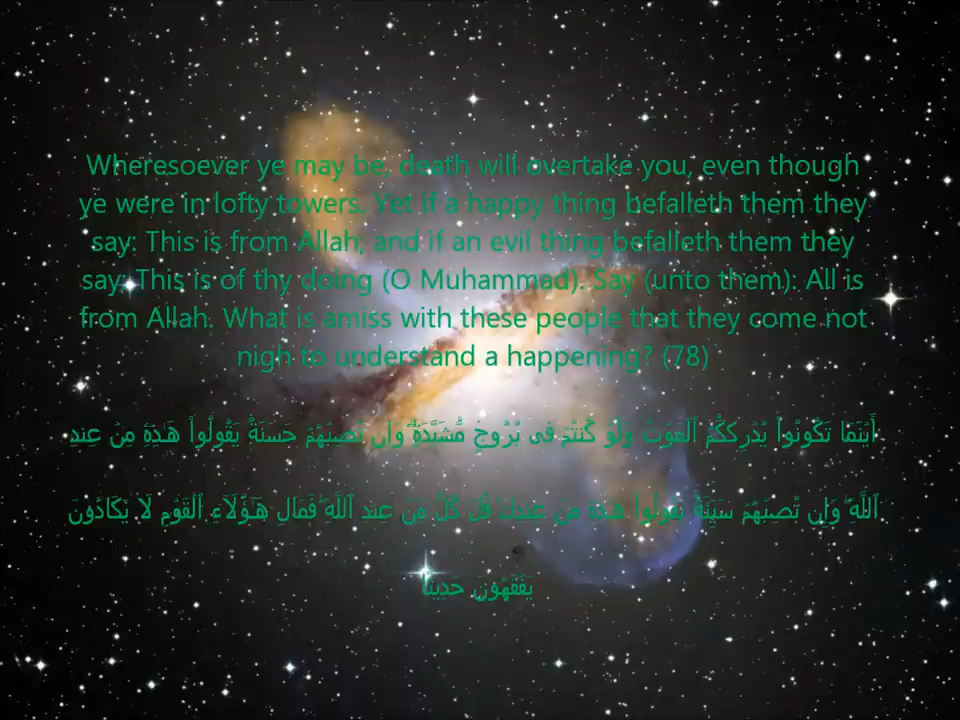 Wheresoever ye may be, death will overtake you, even though
ye were in lofty towers. Yet if a happy thing befalleth them they
say: This is from Allah; and if an evil thing befalleth them they
say: This is of thy doing (O Muhammad). Say (unto them): All is
from Allah. What is amiss with these people that they come not
nigh to understand a happening? (78)
أَيْنَمَا تَكُونُوا۟ يُدْرِككُّمُ ٱلْمَوْتُ وَلَوْ كُنتُمْ فِى بُرُوجٍۢ مُّشَيَّدَةٍۢ ۗ وَإِن تُصِبْهُمْ حَسَنَةٌۭ يَقُولُوا۟ هَـٰذِهِۦ مِنْ عِندِ
ٱللَّهِ ۖ وَإِن تُصِبْهُمْ سَيِّئَةٌۭ يَقُولُوا۟ هَـٰذِهِۦ مِنْ عِندِكَ ۚ قُلْ كُلٌّۭ مِّنْ عِندِ ٱللَّهِ ۖ فَمَالِ هَـٰٓؤُلَآءِ ٱلْقَوْمِ لَا يَكَادُونَ
يَفْقَهُونَ حَدِيثًۭا